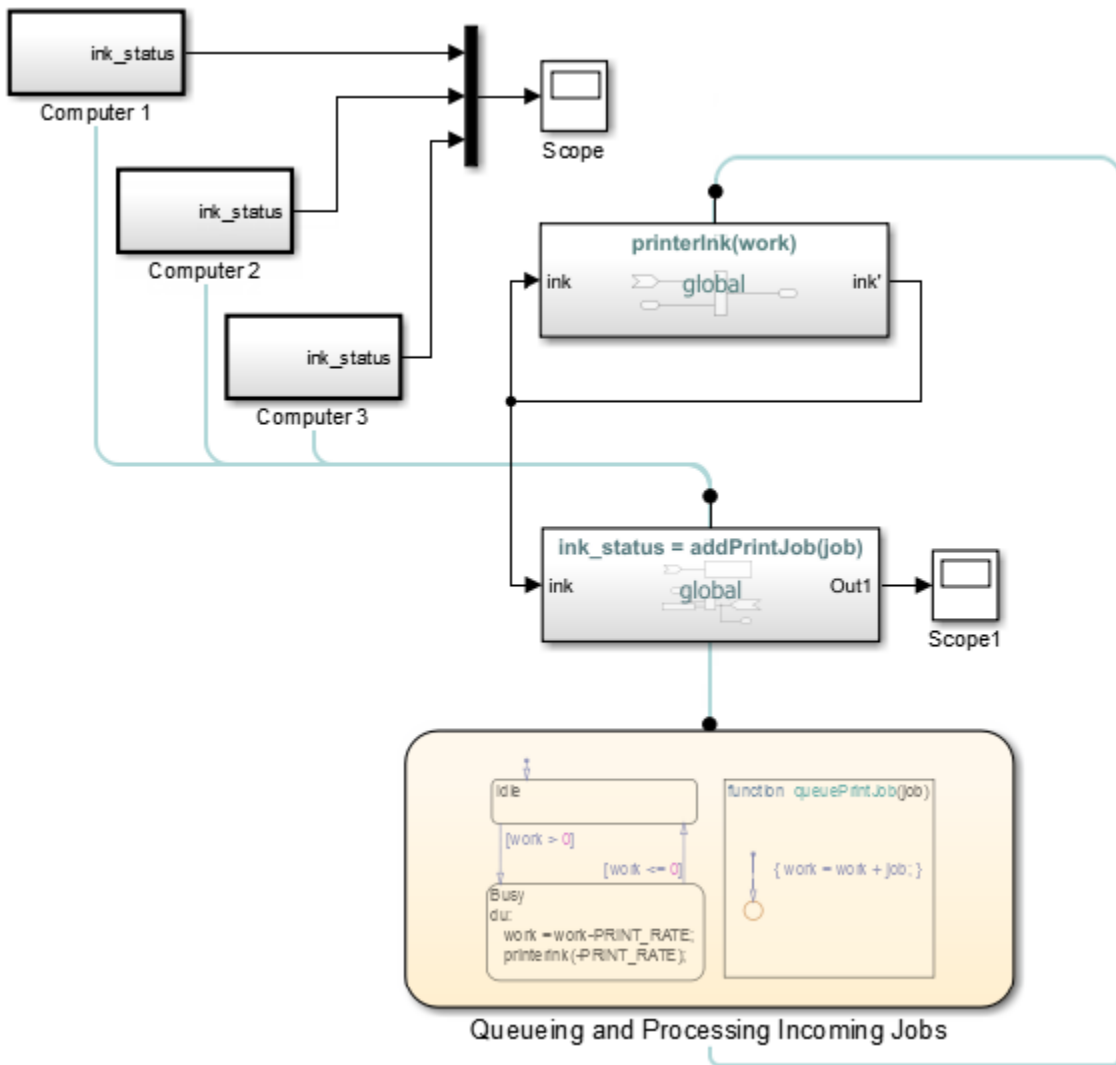 ink_status
Computer 1
Scope
ink_status
Computer 2
printerInk(work)
ink
global
ink'
ink_status
Computer 3
ink_status = addPrintJob(job)
ink
global
Out1
Scope1
Idle
function queuePrintJob(job)
[work > 0]
[work <= 0]
{ work = work + job; }
Busy
du:
work = work-PRINT_RATE;
printerInk(-PRINT_RATE);
Queueing and Processing Incoming Jobs